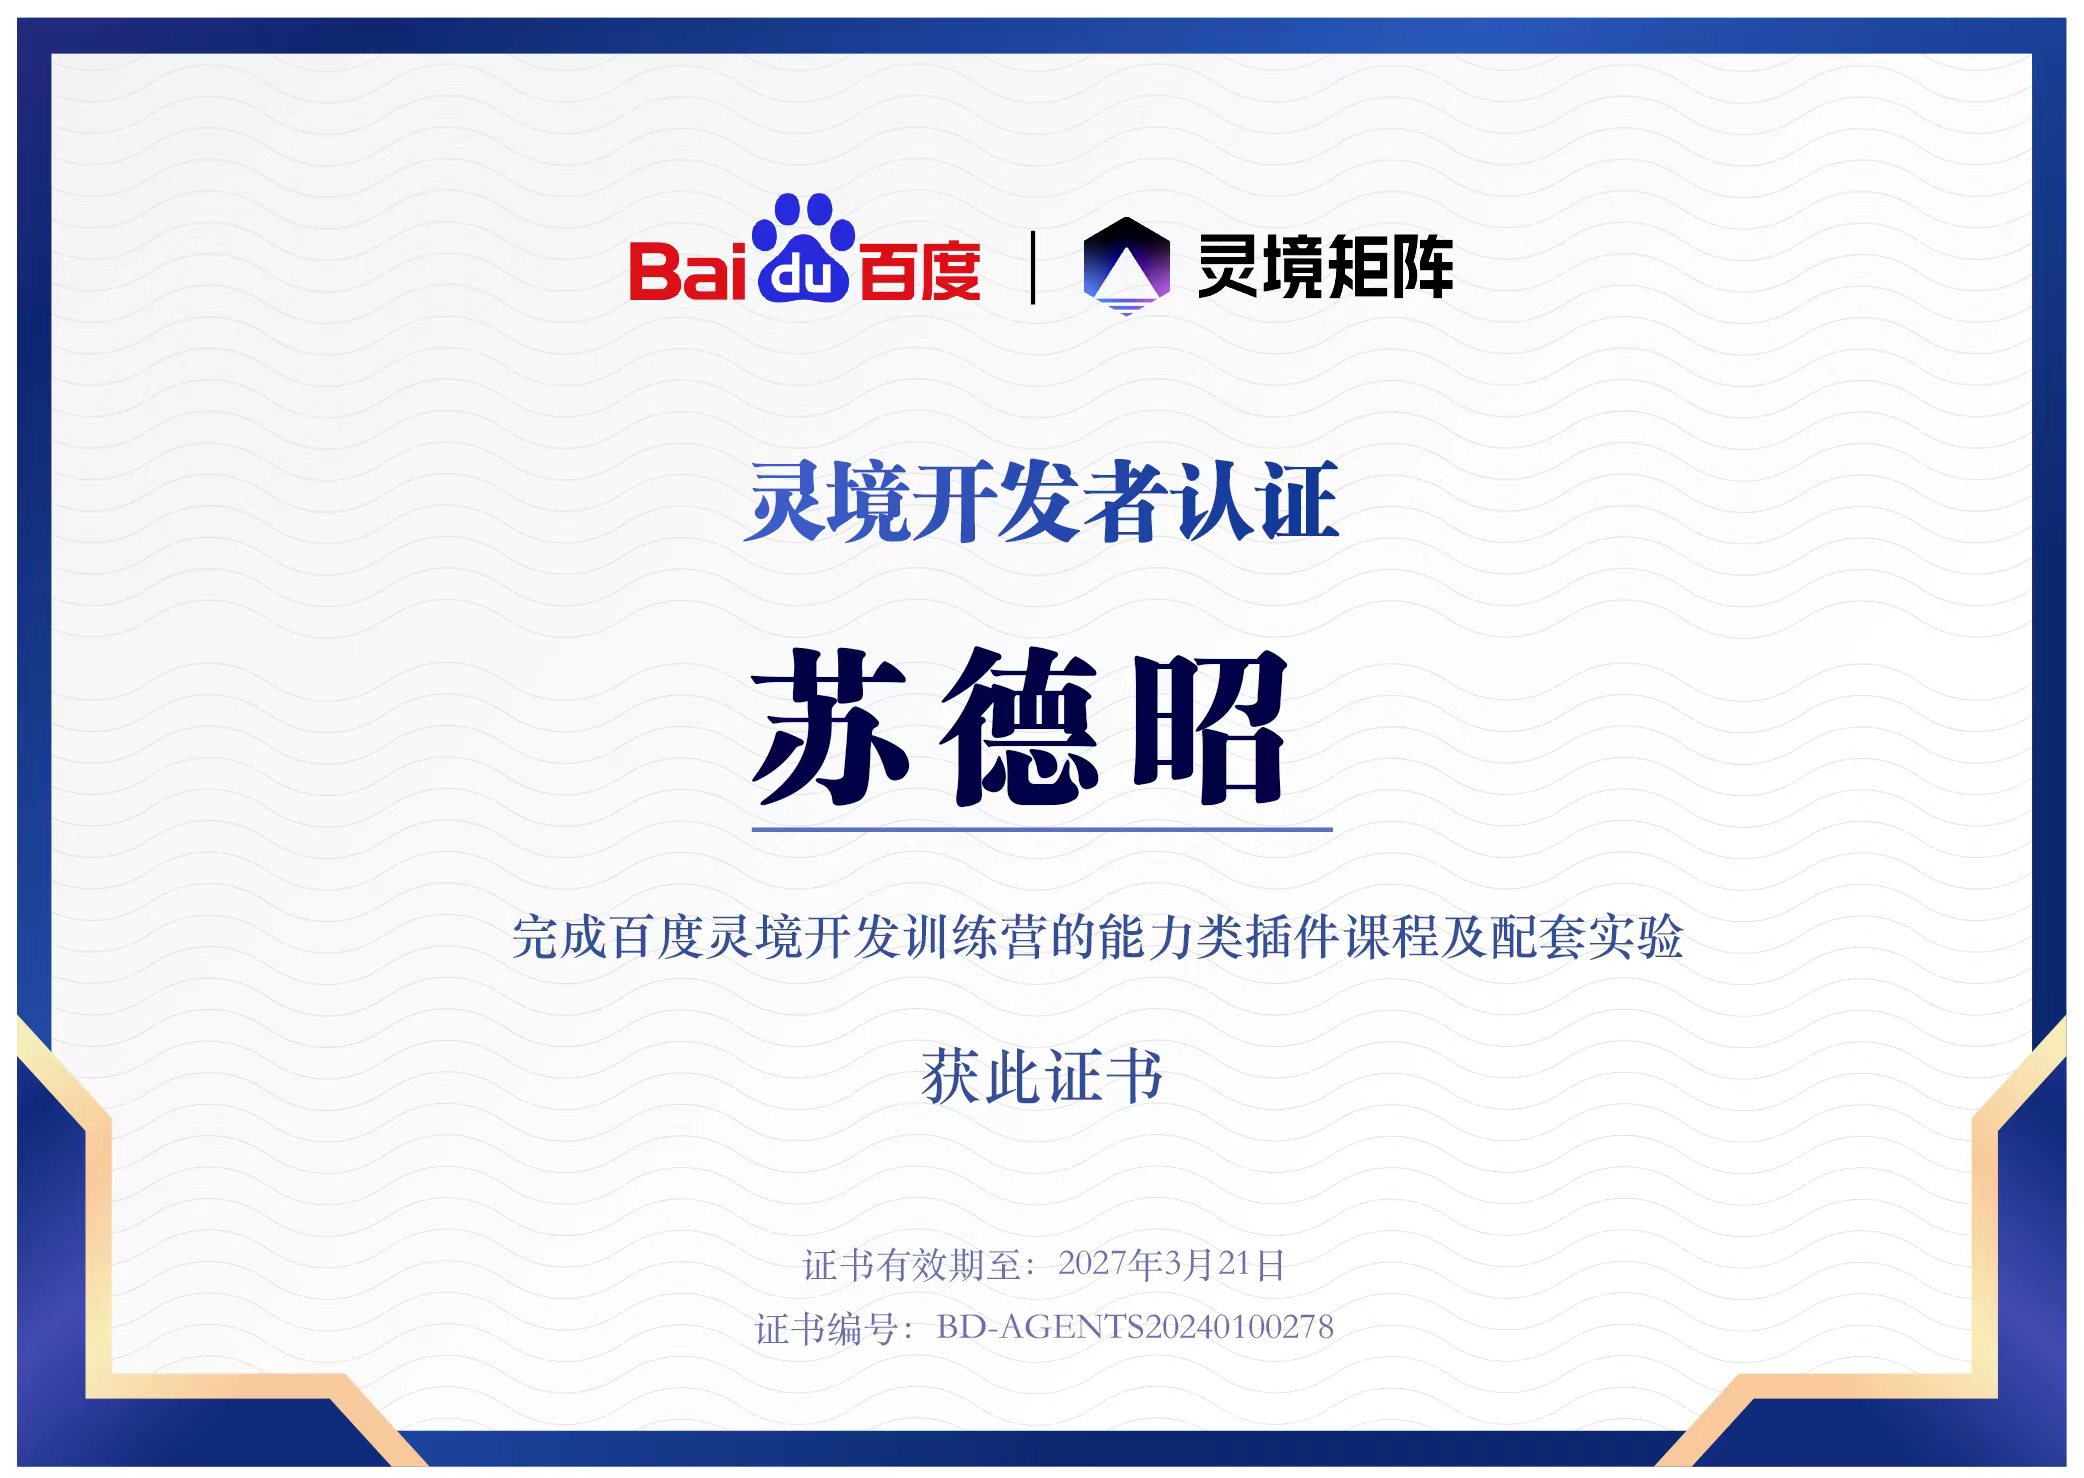 Baidu百度 | 灵境矩阵
灵境开发者认证
苏德昭
完成百度灵境开发训练营的能力类插件课程及配套实验
获此证书
证书有效期至：2027年3月21日
证书编号：BD-AGENTS20240100278